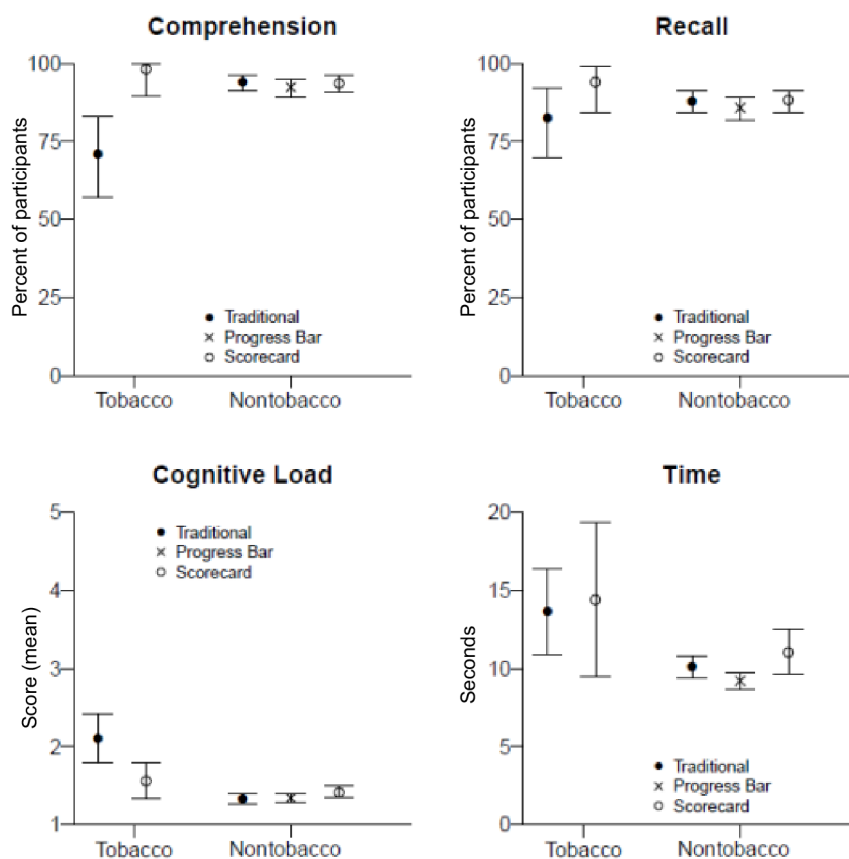 Comprehension
Percent of participants
100
75
50
25
0
Traditional
Progress Bar
Scorecard
Tobacco
Nontobacco
Recall
Percent of participants
100
75
50
25
0
Traditional
Progress Bar
Scorecard
Tobacco
Nontobacco
Cognitive Load
Score (mean)
5
4
3
2
1
Traditional
Progress Bar
Scorecard
Tobacco
Nontobacco
Time
Seconds
20
15
10
5
0
Traditional
Progress Bar
Scorecard
Tobacco
Nontobacco